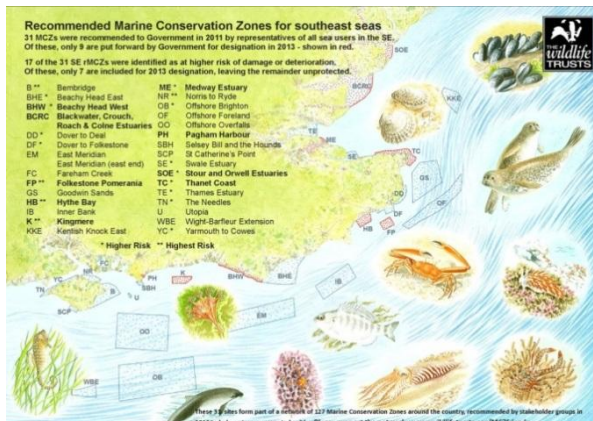 Recommended Marine Conservation Zones for southeast seas
31 MCZs were recommended to Government in 2011 by representatives of all sea users in the SE.
Of these, only 9 are put forward by Government for designation in 2013 - shown in red.
17 of the 31 SE rMCZs were identified as at higher risk of damage or deterioration.
Of these, only 7 are included for 2013 designation, leaving the remainder unprotected.
THE wildlife TRUSTS
B ** Bembridge
BHE * Beachy Head East
BHW * Beachy Head West
BCRC Blackwater, Crouch,
Roach & Colne Estuaries
DD * Dover to Deal
DF * Dover to Folkestone
EM East Meridian
East Meridian (east end)
FC Fareham Creek
FP ** Folkestone Pomerania
GS Goodwin Sands
HB ** Hythe Bay
IB Inner Bank
K ** Kingmere
KKE Kentish Knock East
ME * Medway Estuary
NR ** Norris to Ryde
OB * Offshore Brighton
OF Offshore Foreland
OO Offshore Overfalls
PH Pagham Harbour
SBH Selsey Bill and the Hounds
SCP St Catherine's Point
SE * Swale Estuary
SOE * Stour and Orwell Estuaries
TC * Thanet Coast
TE * Thames Estuary
TN * The Needles
U Utopia
WBE Wight-Barfleur Extension
YC * Yarmouth to Cowes
* Higher Risk ** Highest Risk
SOE
BCRC
KKE
TE
ME
SE
TC
GS
DD
OF
DF
FP
HB
FC
NR
YC
TN
B
U
SCP
PH
SBH
K
BHW
BHE
IB
EM
OO
OB
WBE
These 31 sites form part of a network of 127 Marine Conservation Zones around the country, recommended by stakeholder groups in